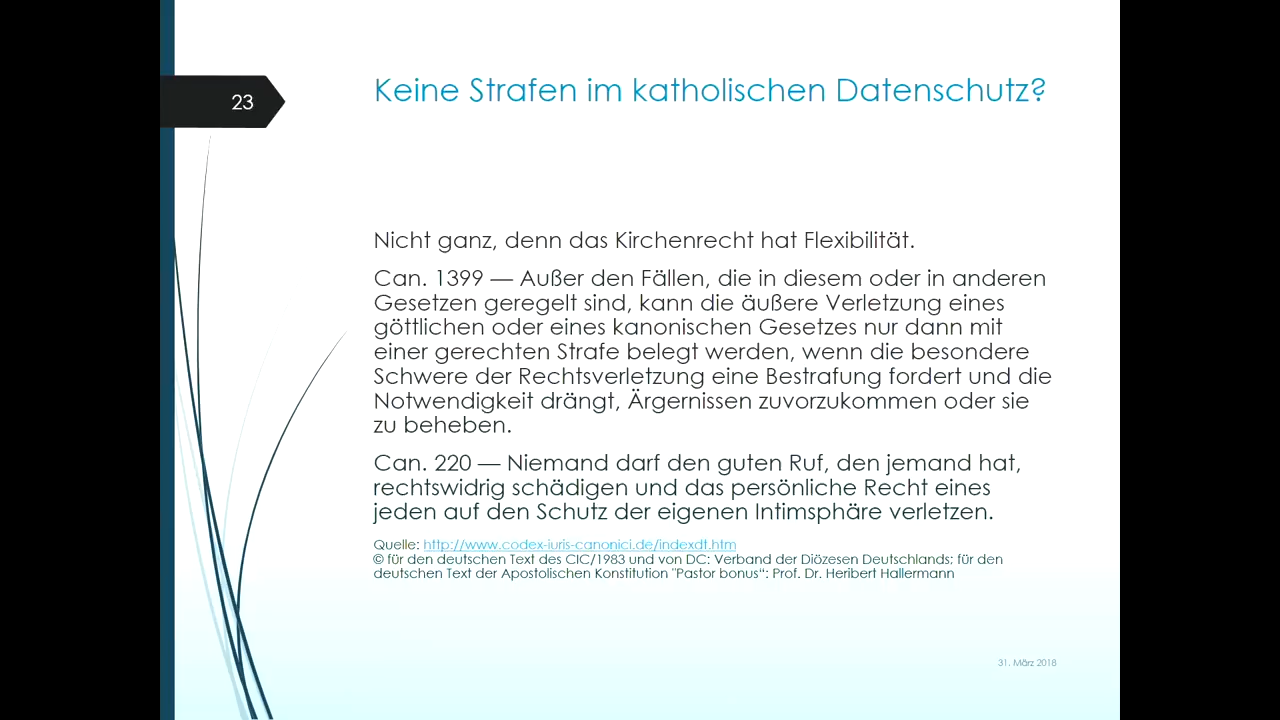 23
Keine Strafen im katholischen Datenschutz?
Nicht ganz, denn das Kirchenrecht hat Flexibilität.
Can. 1399 — Außer den Fällen, die in diesem oder in anderen
Gesetzen geregelt sind, kann die äußere Verletzung eines
göttlichen oder eines kanonischen Gesetzes nur dann mit
einer gerechten Strafe belegt werden, wenn die besondere
Schwere der Rechtsverletzung eine Bestrafung fordert und die
Notwendigkeit drängt, Ärgernissen zuvorzukommen oder sie
zu beheben.
Can. 220 — Niemand darf den guten Ruf, den jemand hat,
rechtswidrig schädigen und das persönliche Recht eines
jeden auf den Schutz der eigenen Intimsphäre verletzen.
Quelle: http://www.codex-iuris-canonici.de/indexdt.htm
© für den deutschen Text des CIC/1983 und von DC: Verband der Diözesen Deutschlands; für den
deutschen Text der Apostolischen Konstitution "Pastor bonus“: Prof. Dr. Heribert Hallermann
31. März 2018